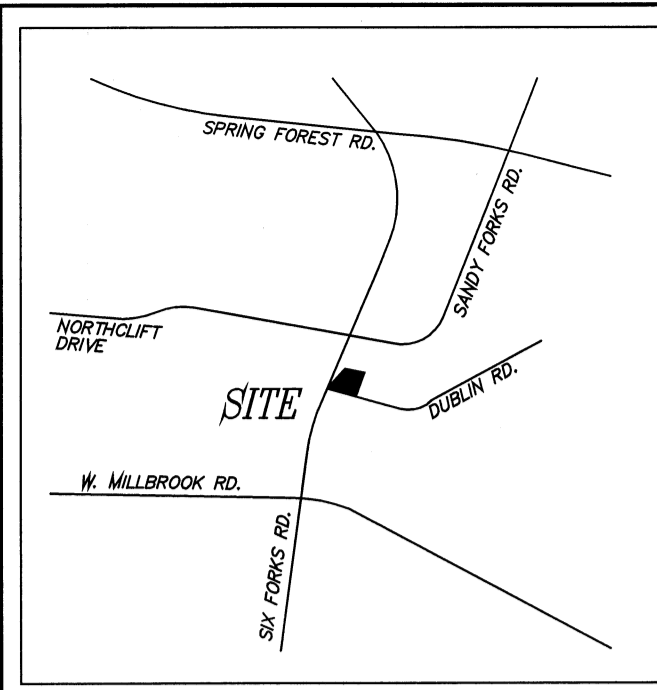 SPRING FOREST RD.
SANDY FORKS RD.
NORTHCLIFT
DRIVE
SITE
DUBLIN RD.
W. MILLBROOK RD.
SIX FORKS RD.